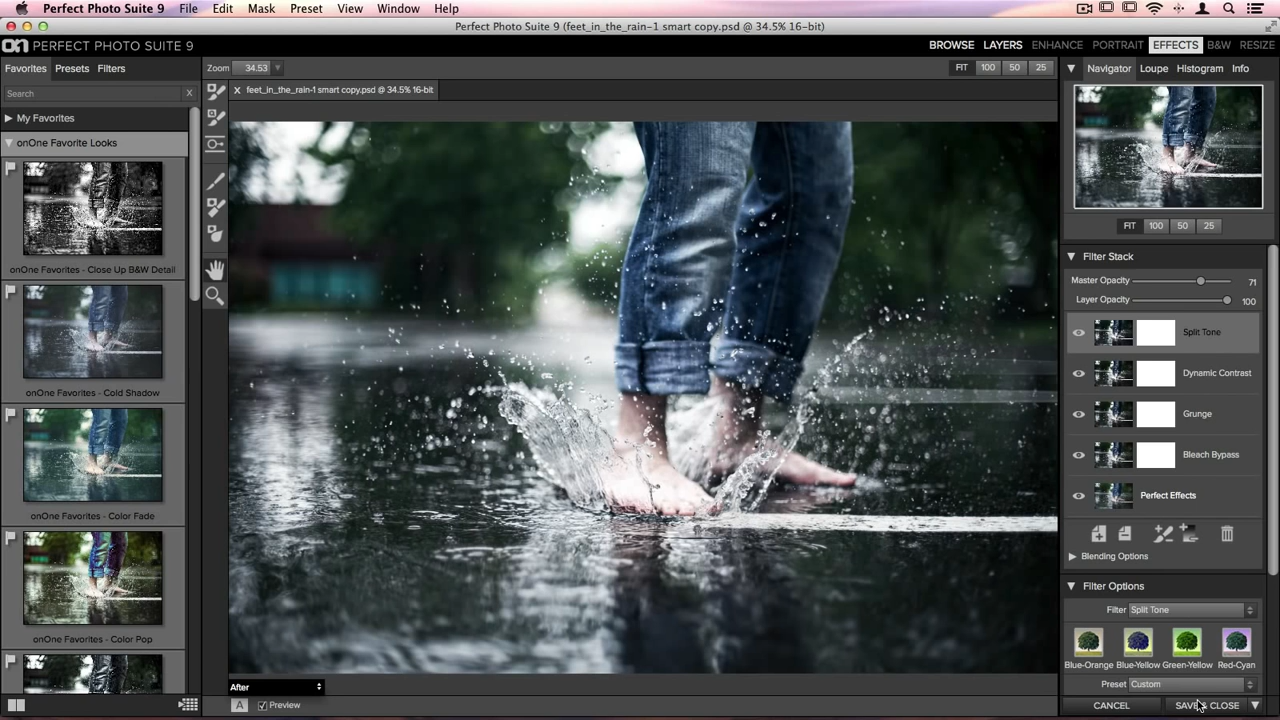 Perfect Photo Suite 9 File Edit Mask Preset View Window Help
Perfect Photo Suite 9 (feet_in_the_rain-1 smart copy.psd @ 34.5% 16-bit)
on PERFECT PHOTO SUITE 9
BROWSE LAYERS ENHANCE PORTRAIT EFFECTS B&W RESIZE
Favorites Presets Filters
Search X
My Favorites
onOne Favorite Looks
onOne Favorites - Close Up B&W Detail
onOne Favorites - Cold Shadow
onOne Favorites - Color Fade
onOne Favorites - Color Pop
Zoom 34.53
FIT 100 50 25
X feet_in_the_rain-1 smart copy.psd @ 34.5% 16-bit
After
A Preview
Navigator Loupe Histogram Info
FIT 100 50 25
Filter Stack
Master Opacity 71
Layer Opacity 100
Split Tone
Dynamic Contrast
Grunge
Bleach Bypass
Perfect Effects
Blending Options
Filter Options
Filter Split Tone
Blue-Orange Blue-Yellow Green-Yellow Red-Cyan
Preset Custom
CANCEL SAVE & CLOSE